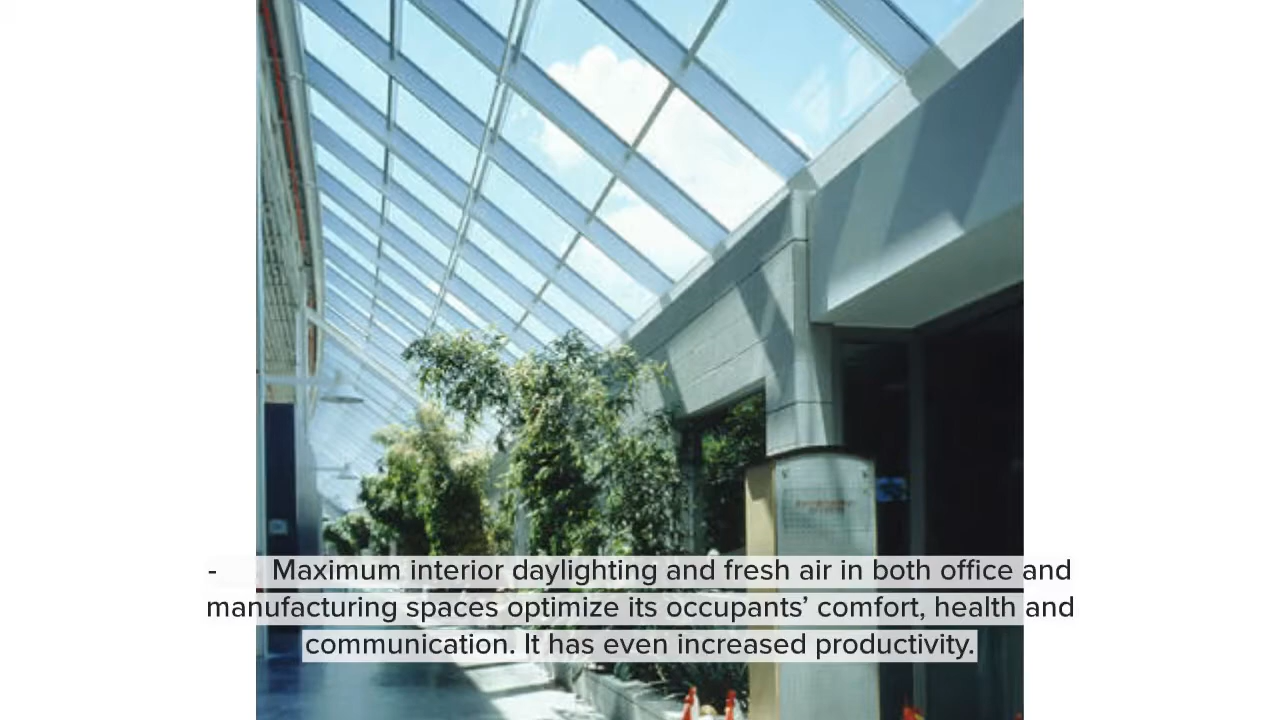 - Maximum interior daylighting and fresh air in both office and
manufacturing spaces optimize its occupants’ comfort, health and
communication. It has even increased productivity.